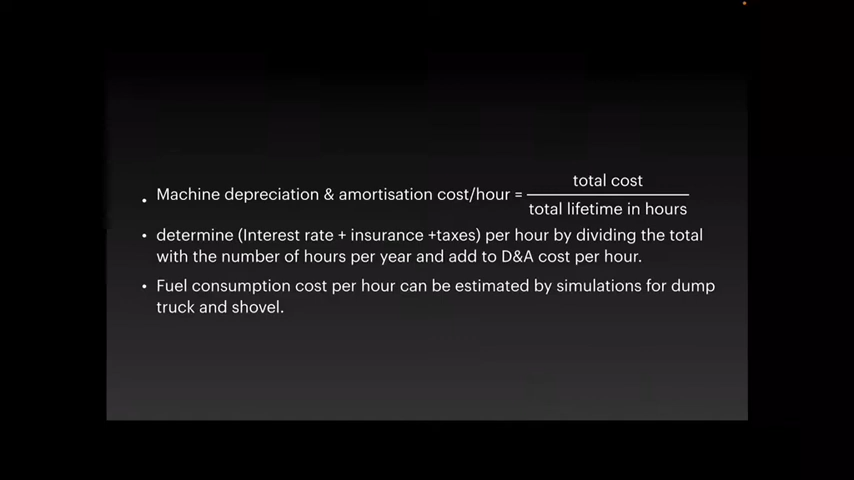 • Machine depreciation & amortisation cost/hour = total cost / total lifetime in hours
• determine (Interest rate + insurance +taxes) per hour by dividing the total
with the number of hours per year and add to D&A cost per hour.
• Fuel consumption cost per hour can be estimated by simulations for dump
truck and shovel.